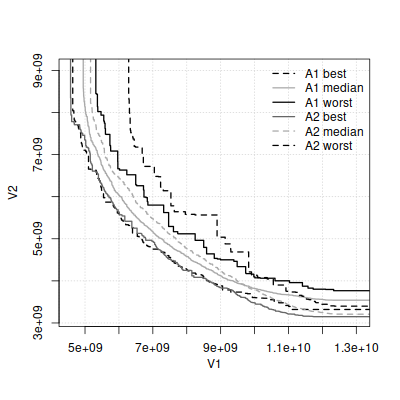 A1 best
A1 median
A1 worst
A2 best
A2 median
A2 worst
9e+09
7e+09
5e+09
3e+09
V2
5e+09 7e+09 9e+09 1.1e+10 1.3e+10
V1